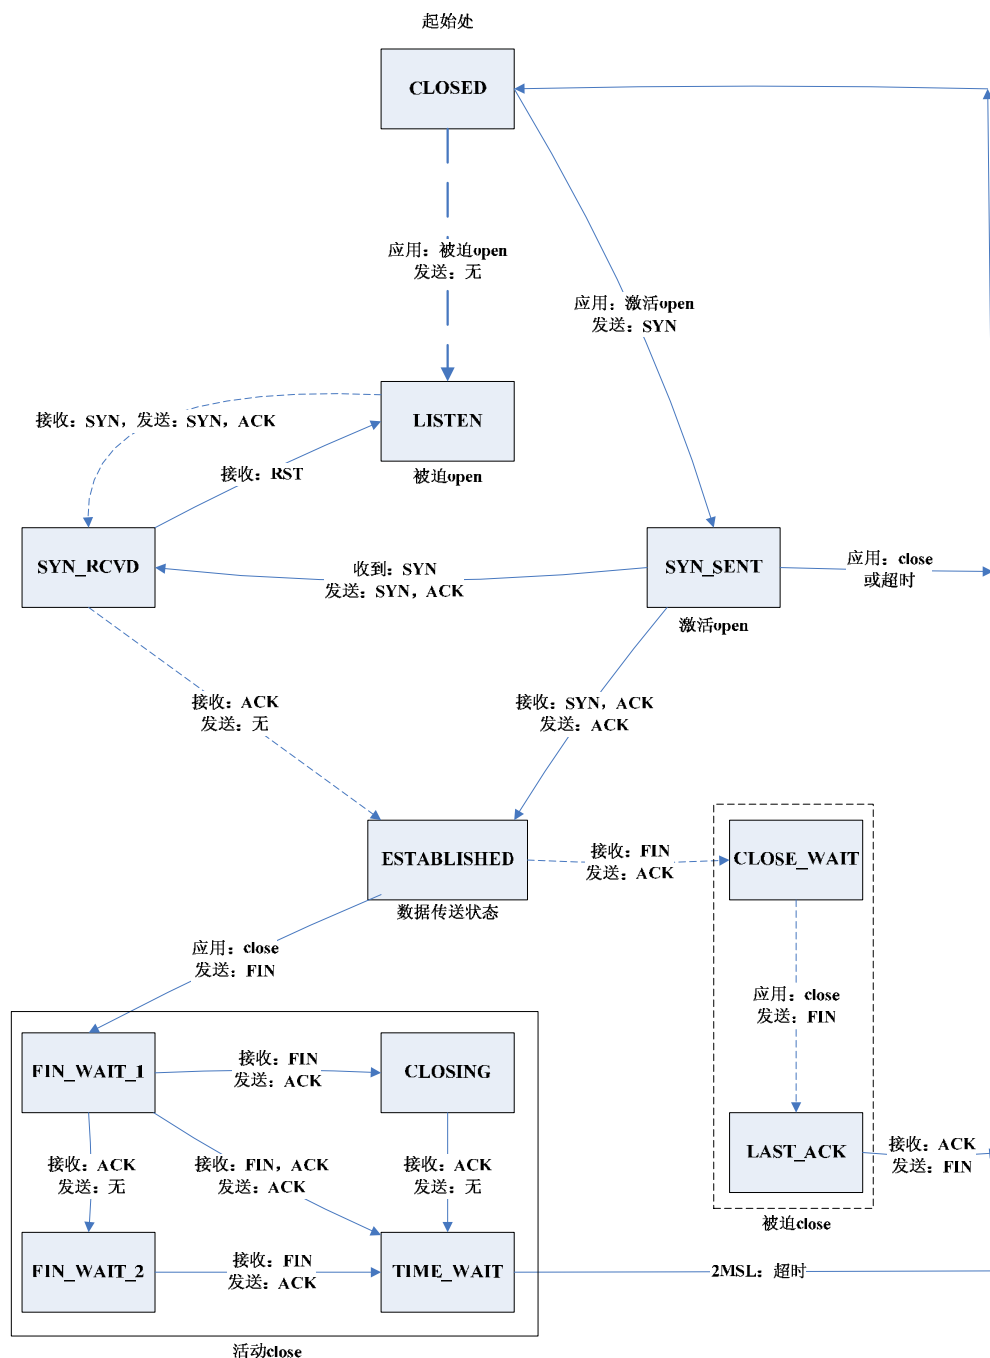 起始处
CLOSED
应用：被迫open
发送：无
应用：激活open
发送：SYN
LISTEN
接收：SYN，发送：SYN，ACK
接收：RST
被迫open
SYN_RCVD
收到：SYN
发送：SYN，ACK
SYN_SENT
应用：close
或超时
激活open
接收：ACK
发送：无
接收：SYN，ACK
发送：ACK
ESTABLISHED
接收：FIN
发送：ACK
CLOSE_WAIT
数据传送状态
应用：close
发送：FIN
应用：close
发送：FIN
FIN_WAIT_1
接收：FIN
发送：ACK
CLOSING
接收：ACK
发送：无
接收：FIN，ACK
发送：ACK
接收：ACK
发送：无
LAST_ACK
接收：ACK
发送：FIN
被迫close
FIN_WAIT_2
接收：FIN
发送：ACK
TIME_WAIT
2MSL：超时
活动close